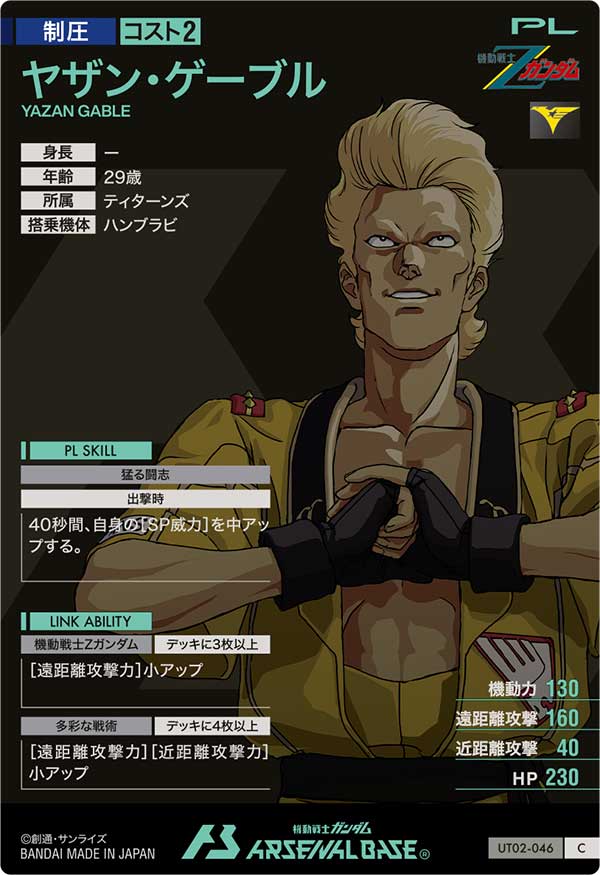 制圧 コスト2
PL
ヤザン・ゲーブル
YAZAN GABLE
機動戦士
Zガンダム
身長 ー
年齢 29歳
所属 ティターンズ
搭乗機体 ハンブラビ
PL SKILL
猛る闘志
出撃時
40秒間、自身の[SP威力]を中アッ
プする。
LINK ABILITY
機動戦士Zガンダム デッキに3枚以上
[遠距離攻撃力]小アップ
多彩な戦術 デッキに4枚以上
[遠距離攻撃力][近距離攻撃力]
小アップ
機動力 130
遠距離攻撃 160
近距離攻撃 40
HP 230
©創通・サンライズ
BANDAI MADE IN JAPAN
AB
機動戦士ガンダム
ARSENAL BASE®
UT02-046 C